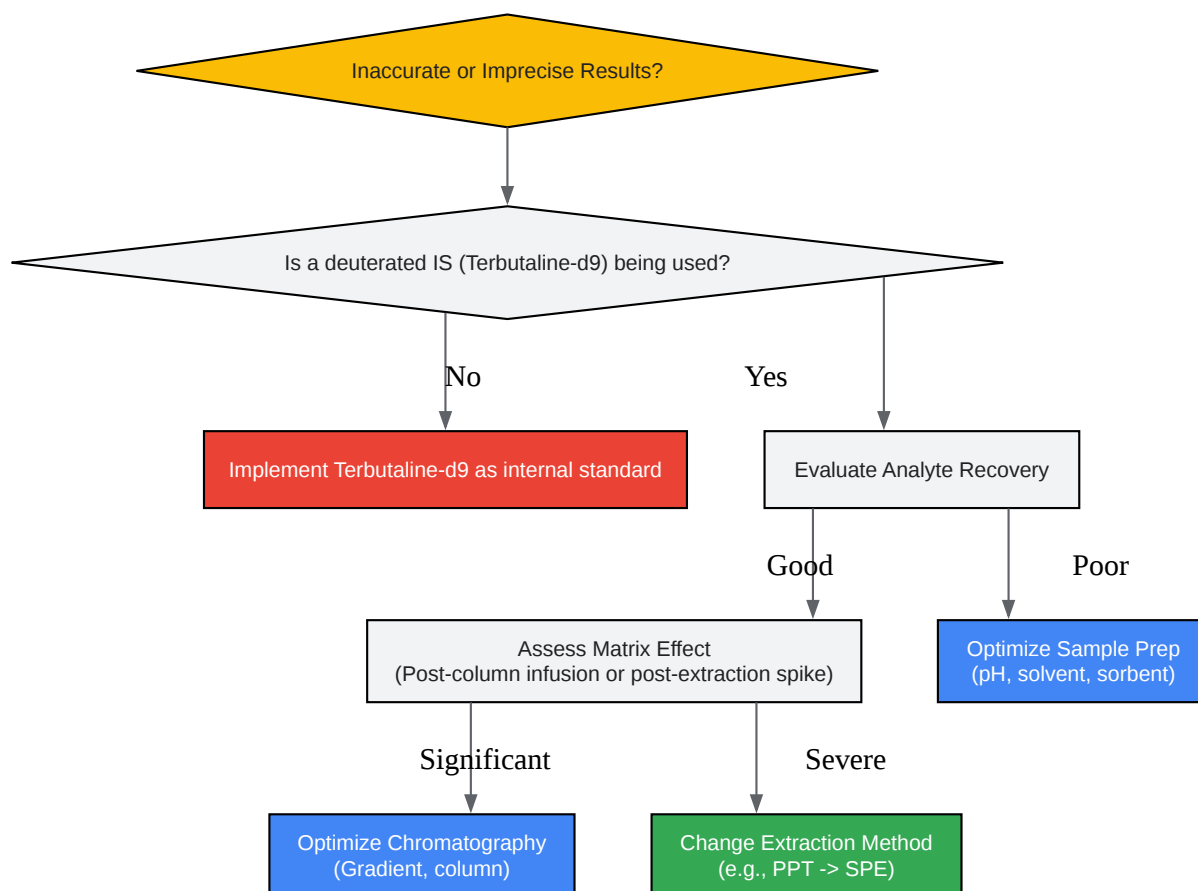 Inaccurate or Imprecise Results?
Is a deuterated IS (Terbutaline-d9) being used?
No
Yes
Implement Terbutaline-d9 as internal standard
Evaluate Analyte Recovery
Good
Poor
Assess Matrix Effect
(Post-column infusion or post-extraction spike)
Optimize Sample Prep
(pH, solvent, sorbent)
Significant
Severe
Optimize Chromatography
(Gradient, column)
Change Extraction Method
(e.g., PPT -> SPE)